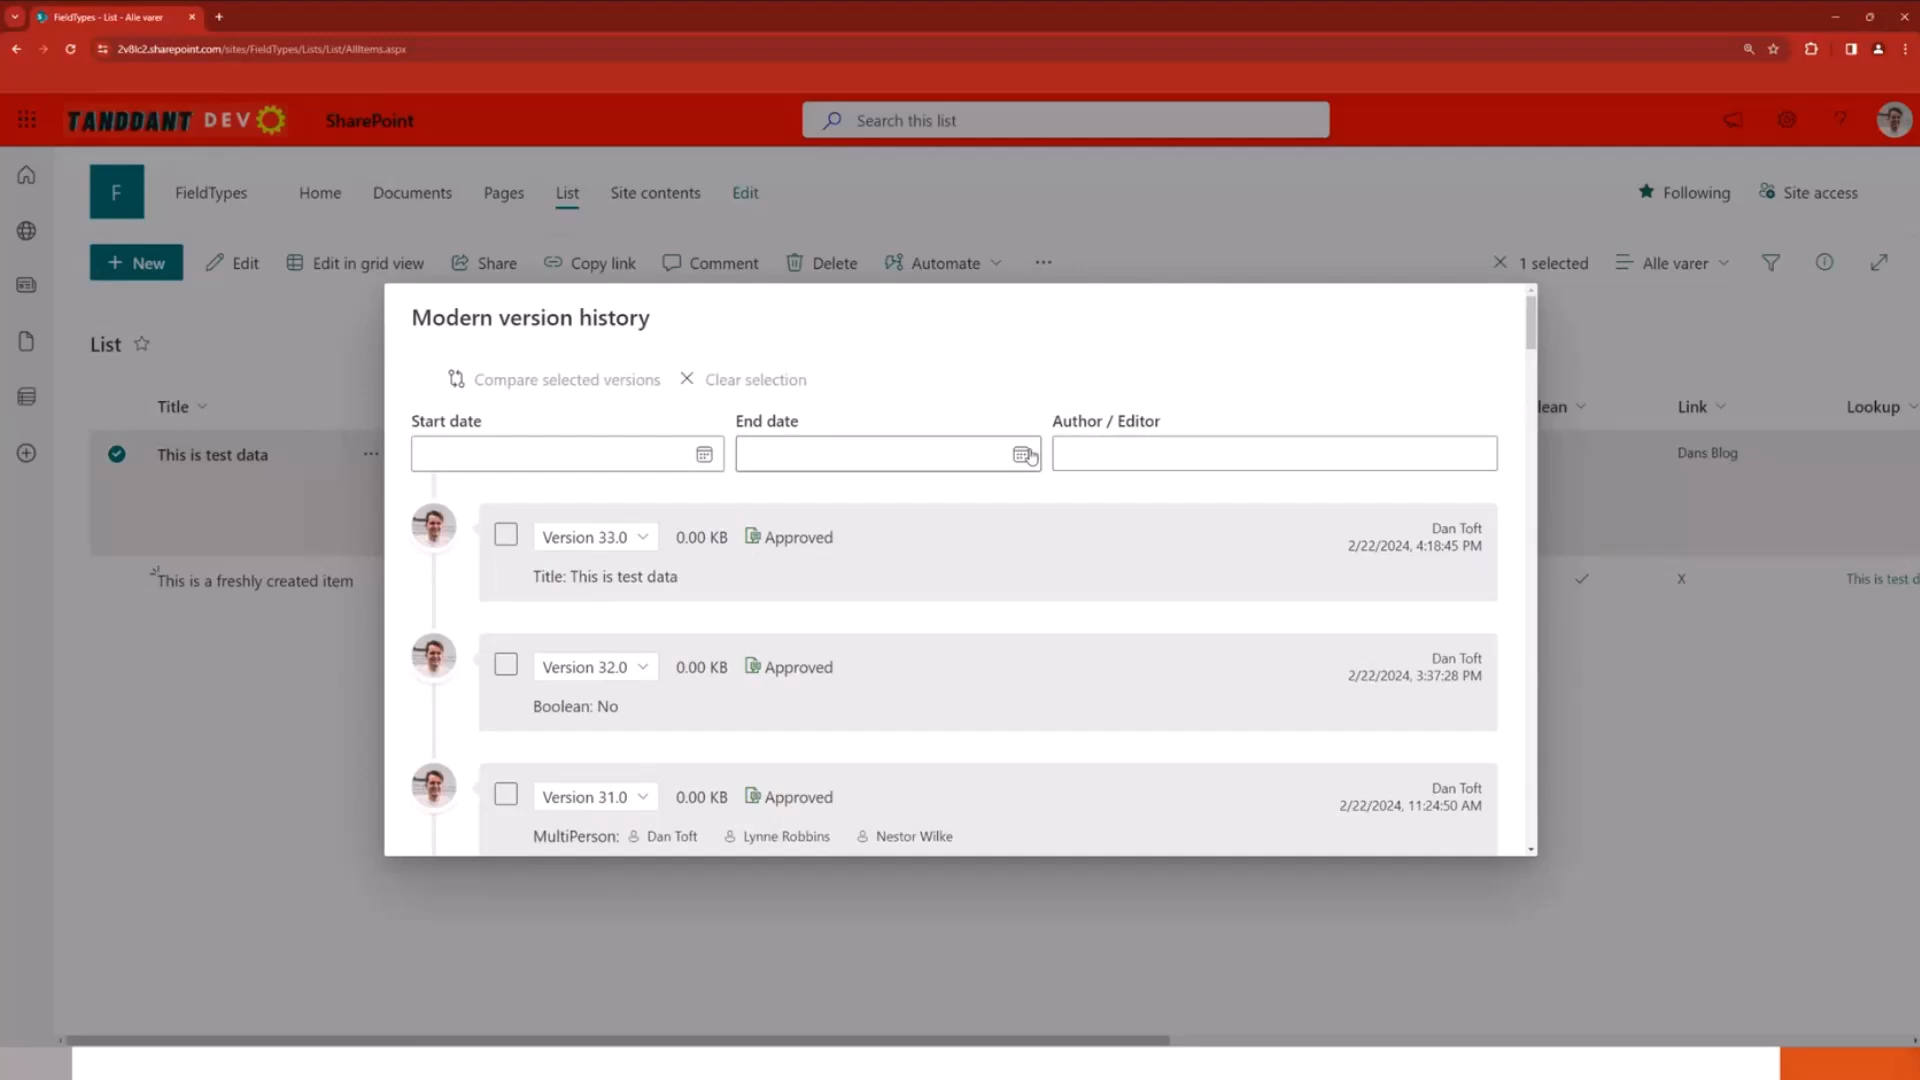 FieldTypes - List - Alle varer
2v8lc2.sharepoint.com/sites/FieldTypes/Lists/List/AllItems.aspx
TANDDANT DEV
SharePoint
Search this list
F
FieldTypes
Home
Documents
Pages
List
Site contents
Edit
Following
Site access
New
Edit
Edit in grid view
Share
Copy link
Comment
Delete
Automate
1 selected
Alle varer
Modern version history
List
Compare selected versions
Clear selection
Title
lean
Link
Lookup
Start date
End date
Author / Editor
This is test data
Dans Blog
Version 33.0 0.00 KB Approved
Dan Toft
2/22/2024, 4:18:45 PM
Title: This is test data
This is a freshly created item
X
This is test d
Version 32.0 0.00 KB Approved
Dan Toft
2/22/2024, 3:37:28 PM
Boolean: No
Version 31.0 0.00 KB Approved
Dan Toft
2/22/2024, 11:24:50 AM
MultiPerson: Dan Toft Lynne Robbins Nestor Wilke